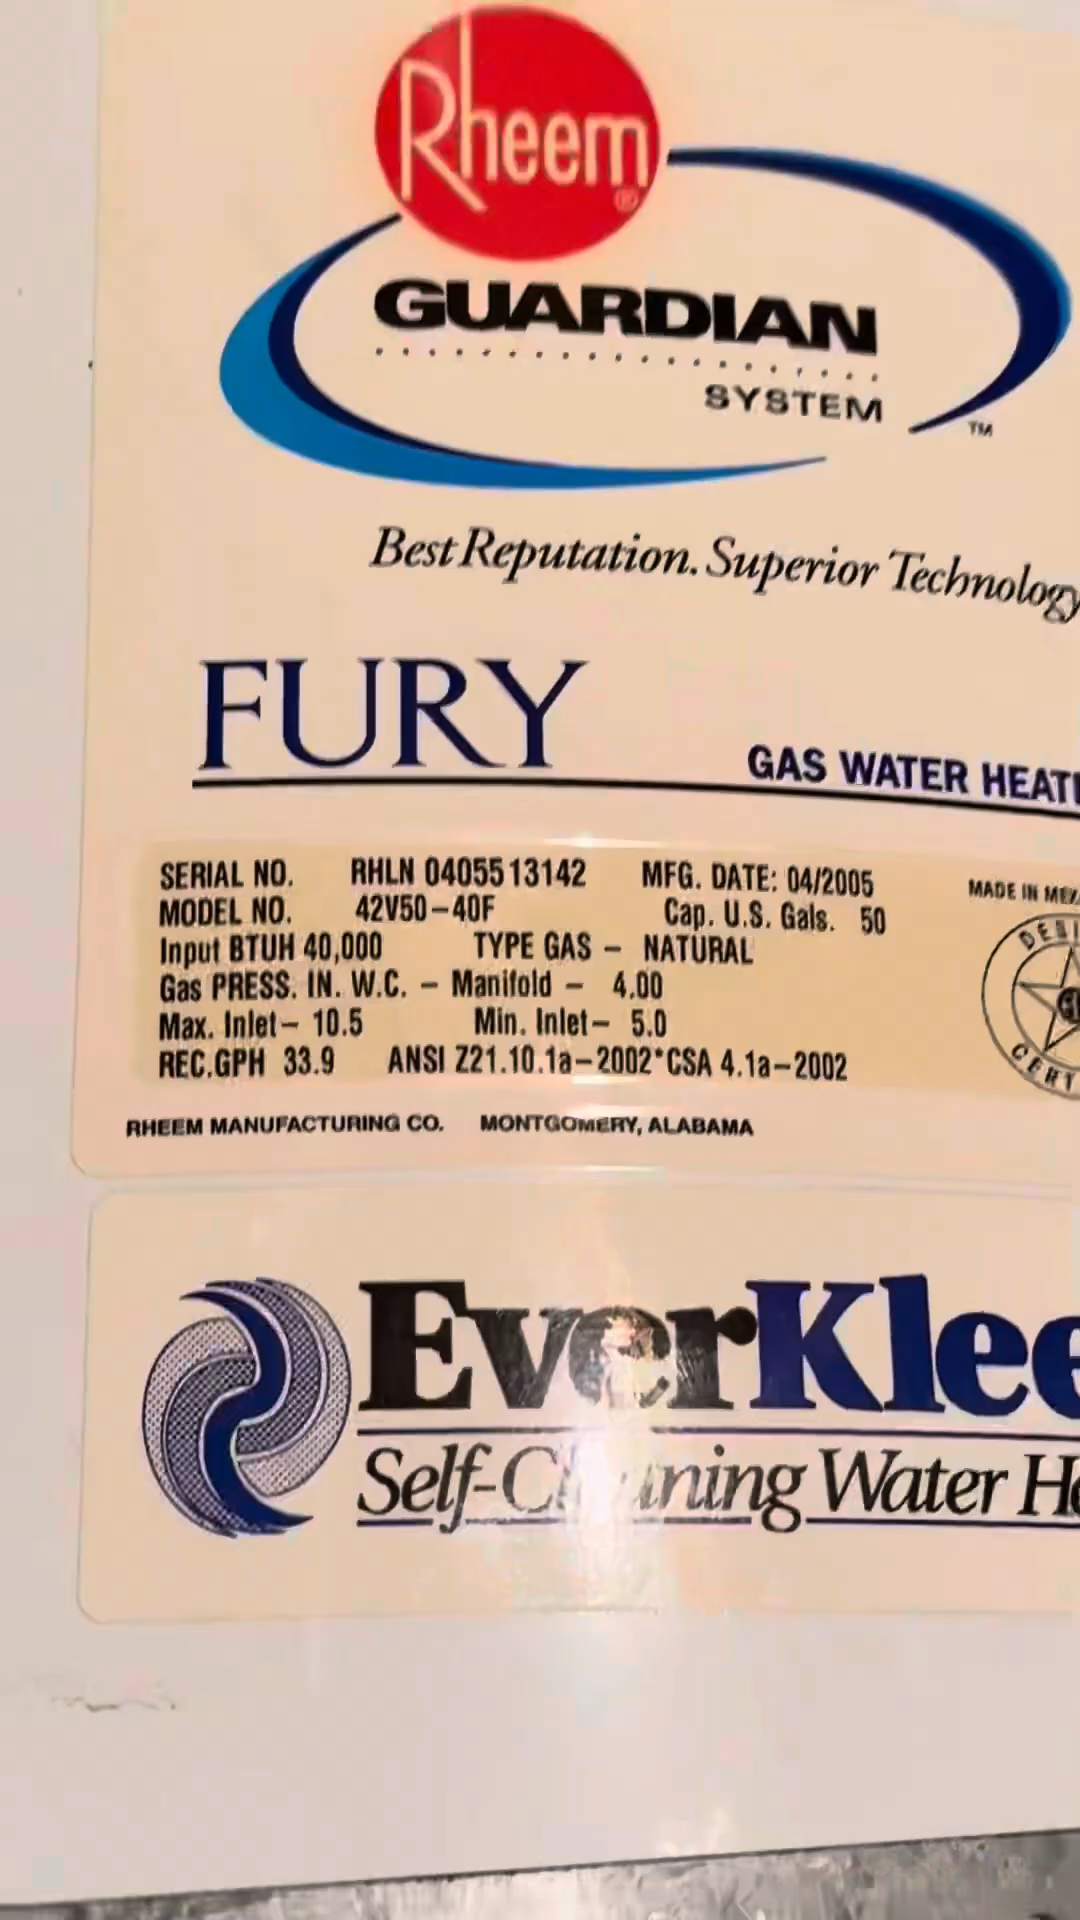 Rheem®
GUARDIAN
SYSTEM
TM
Best Reputation. Superior Technology
FURY
GAS WATER HEATE
SERIAL NO. RHLN 0405513142 MFG. DATE: 04/2005
MADE IN MEX
MODEL NO. 42V50-40F Cap. U.S. Gals. 50
Input BTUH 40,000 TYPE GAS - NATURAL
Gas PRESS. IN. W.C. - Manifold - 4.00
Max. Inlet- 10.5 Min. Inlet- 5.0
REC.GPH 33.9 ANSI Z21.10.1a-2002*CSA 4.1a-2002
DESI
CERT
RHEEM MANUFACTURING CO. MONTGOMERY, ALABAMA
EverKlee
Self-Cleaning Water He